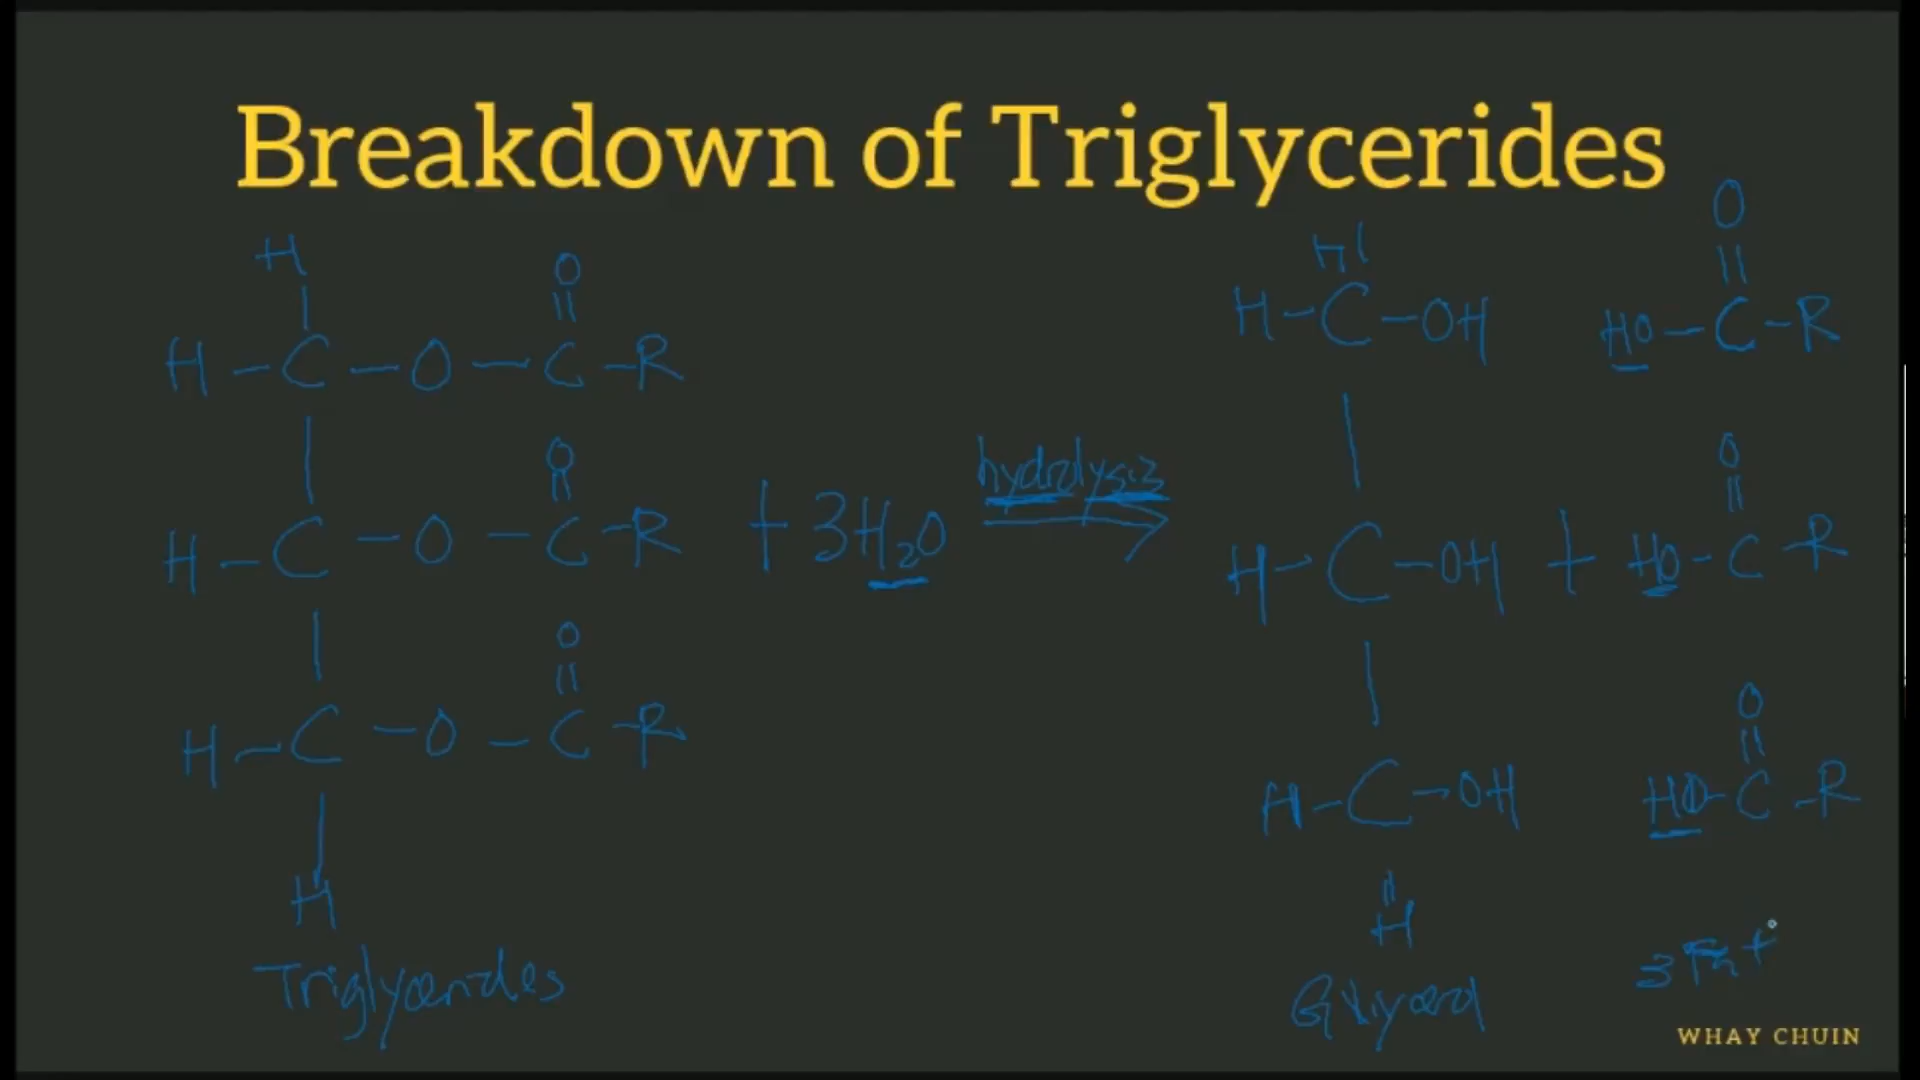 Breakdown of Triglycerides
H
O
H
O
H-C-O-C-R
H-C-OH
HO-C-R
O
hydrolysis
O
H-C-O-C-R + 3H₂O
H-C-OH + HO-C-R
O
O
H-C-O-C-R
H-C-OH
HO-C-R
H
H
Triglycerides
Glycerol
3 Fat
WHAY CHUIN